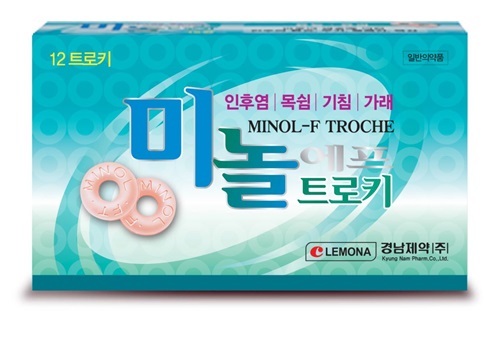 12 트로키
일반의약품
인후염|목쉼|기침|가래
MINOL-F TROCHE
미놀에프
트로키
MINOL
F.E.T
MINOL
LEMONA
경남제약(주)
Kyung Nam Pharm.Co.,Ltd.